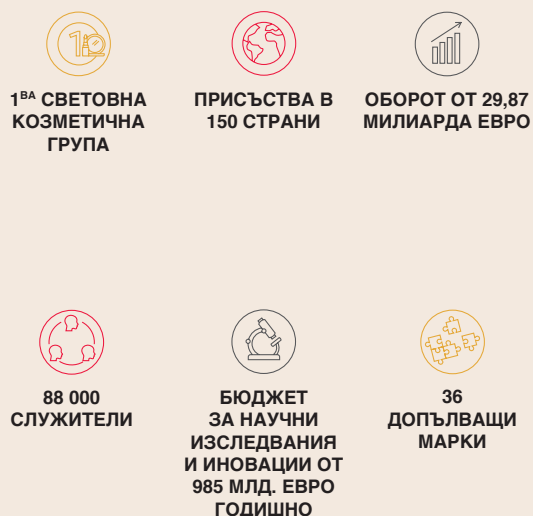 1ВА СВЕТОВНА
КОЗМЕТИЧНА
ГРУПА
ПРИСЪСТВА В
150 СТРАНИ
ОБОРОТ ОТ 29,87
МИЛИАРДА ЕВРО
88 000
СЛУЖИТЕЛИ
БЮДЖЕТ
ЗА НАУЧНИ
ИЗСЛЕДВАНИЯ
И ИНОВАЦИИ ОТ
985 МЛД. ЕВРО
ГОДИШНО
36
ДОПЪЛВАЩИ
МАРКИ